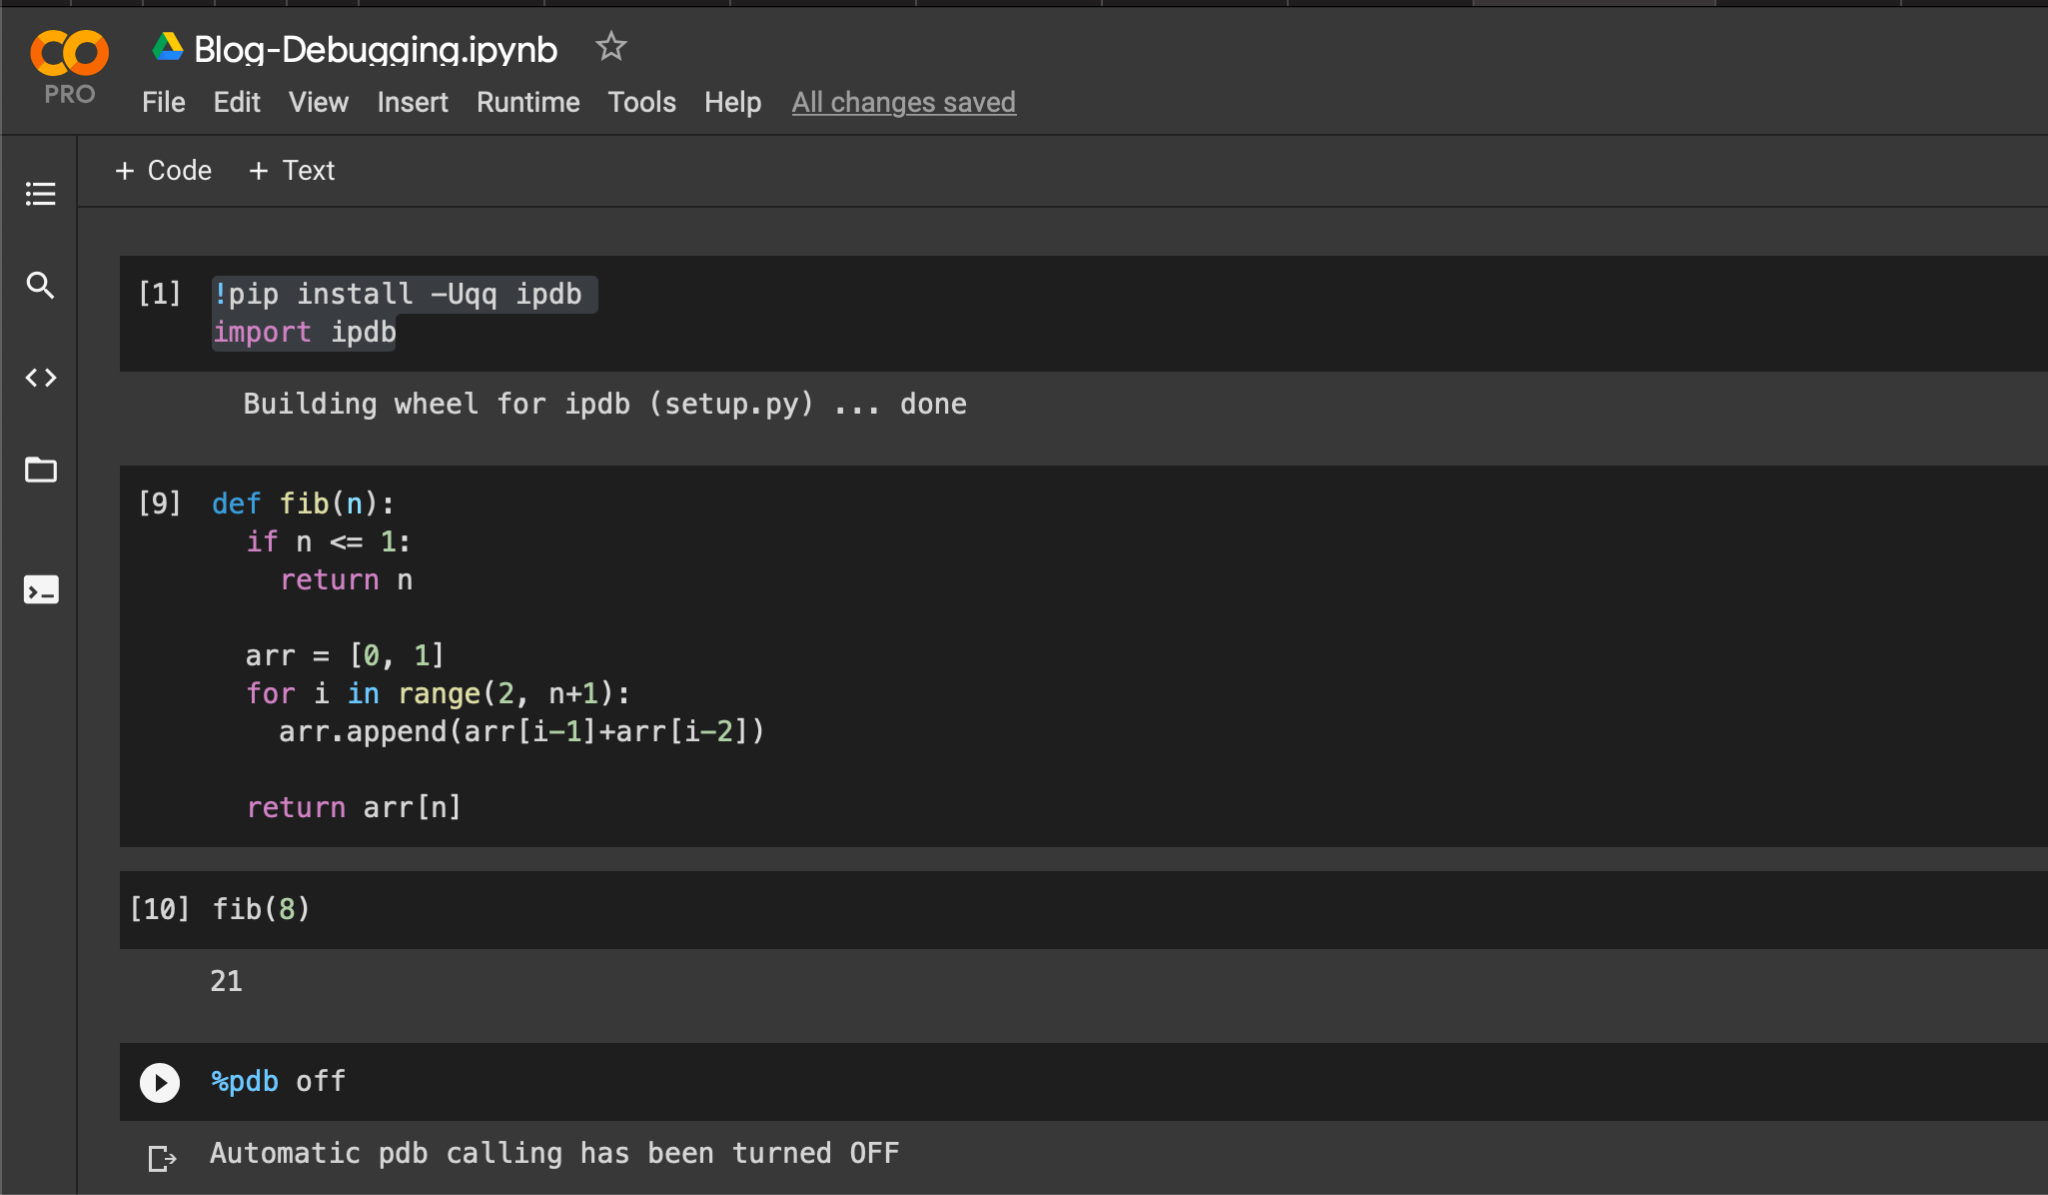 Blog-Debugging.ipynb
PRO
File Edit View Insert Runtime Tools Help All changes saved
+ Code + Text
[1] !pip install -Uqq ipdb
import ipdb
Building wheel for ipdb (setup.py) ... done
[9] def fib(n):
if n <= 1:
return n
arr = [0, 1]
for i in range(2, n+1):
arr.append(arr[i-1]+arr[i-2])
return arr[n]
[10] fib(8)
21
%pdb off
Automatic pdb calling has been turned OFF